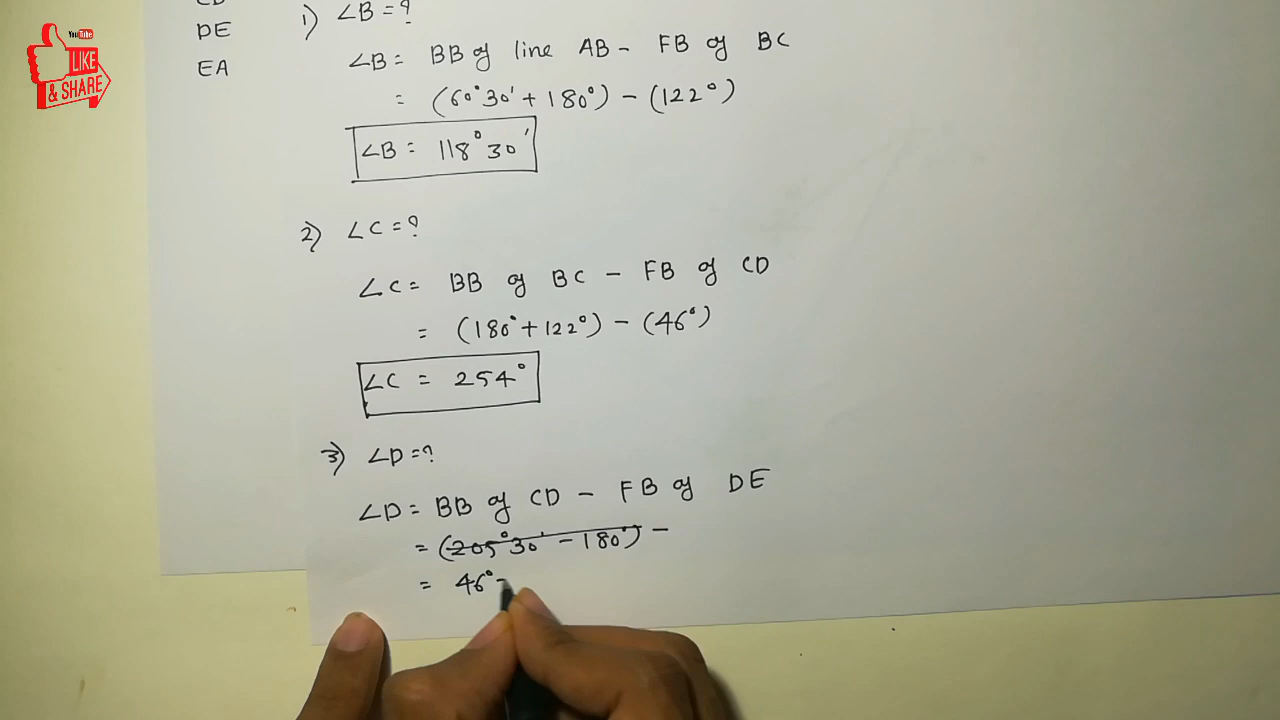 YouTube
LIKE
& SHARE
DE
EA
1) ∠B = ?
∠B = BB of line AB - FB of BC
= (60°30' + 180°) - (122°)
∠B = 118°30'
2) ∠C = ?
∠C = BB of BC - FB of CD
= (180° + 122°) - (46°)
∠C = 254°
3) ∠D = ?
∠D = BB of CD - FB of DE
= (205°30' - 180°) -
= 46° -